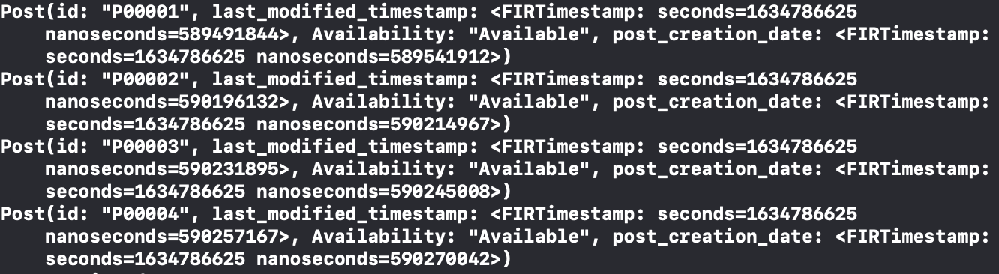 Post(id: "P00001", last_modified_timestamp: <FIRTimestamp: seconds=1634786625
nanoseconds=589491844>, Availability: "Available", post_creation_date: <FIRTimestamp:
seconds=1634786625 nanoseconds=589541912>)
Post(id: "P00002", last_modified_timestamp: <FIRTimestamp: seconds=1634786625
nanoseconds=590196132>, Availability: "Available", post_creation_date: <FIRTimestamp:
seconds=1634786625 nanoseconds=590214967>)
Post(id: "P00003", last_modified_timestamp: <FIRTimestamp: seconds=1634786625
nanoseconds=590231895>, Availability: "Available", post_creation_date: <FIRTimestamp:
seconds=1634786625 nanoseconds=590245008>)
Post(id: "P00004", last_modified_timestamp: <FIRTimestamp: seconds=1634786625
nanoseconds=590257167>, Availability: "Available", post_creation_date: <FIRTimestamp:
seconds=1634786625 nanoseconds=590270042>)